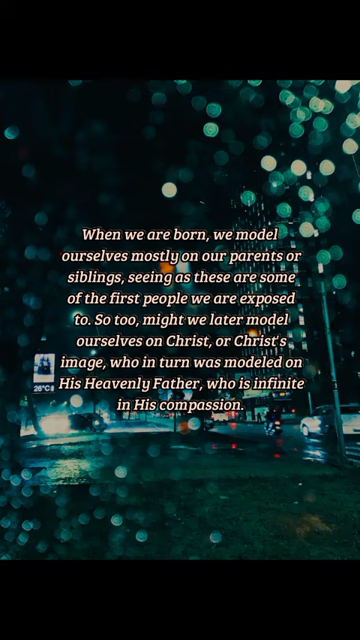 When we are born, we model
ourselves mostly on our parents or
siblings, seeing as these are some
of the first people we are exposed
to. So too, might we later model
ourselves on Christ, or Christ's
image, who in turn was modeled on
His Heavenly Father, who is infinite
in His compassion.
26°C